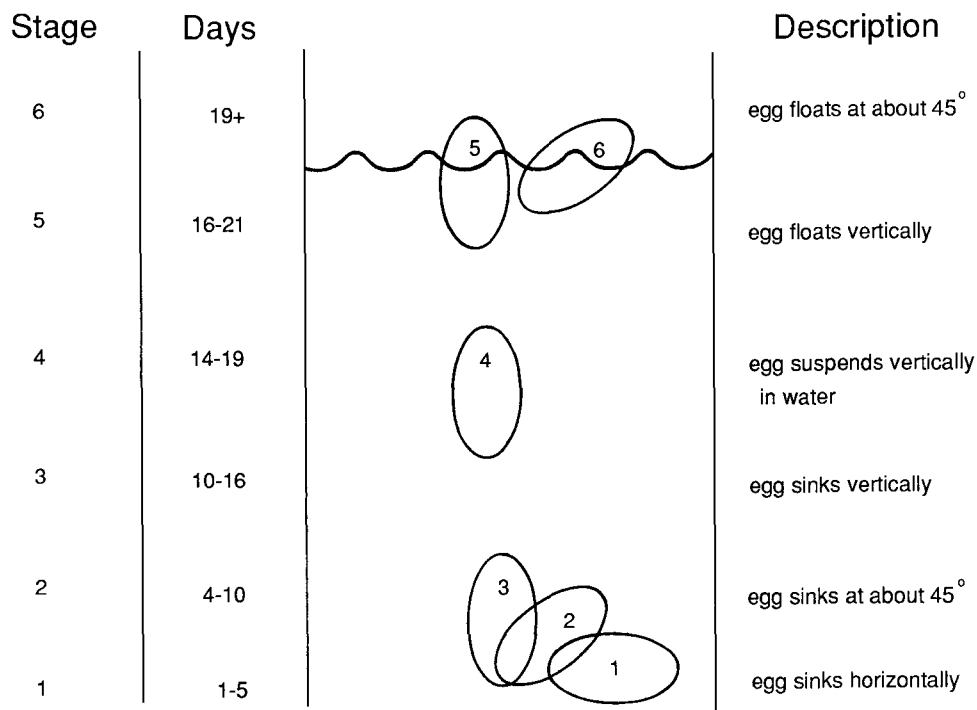 Stage Days Description
6 19+ egg floats at about 45°
5 6
5 16-21 egg floats vertically
4 14-19 4 egg suspends vertically
in water
3 10-16 egg sinks vertically
2 4-10 3 egg sinks at about 45°
2
1 1-5 1 egg sinks horizontally